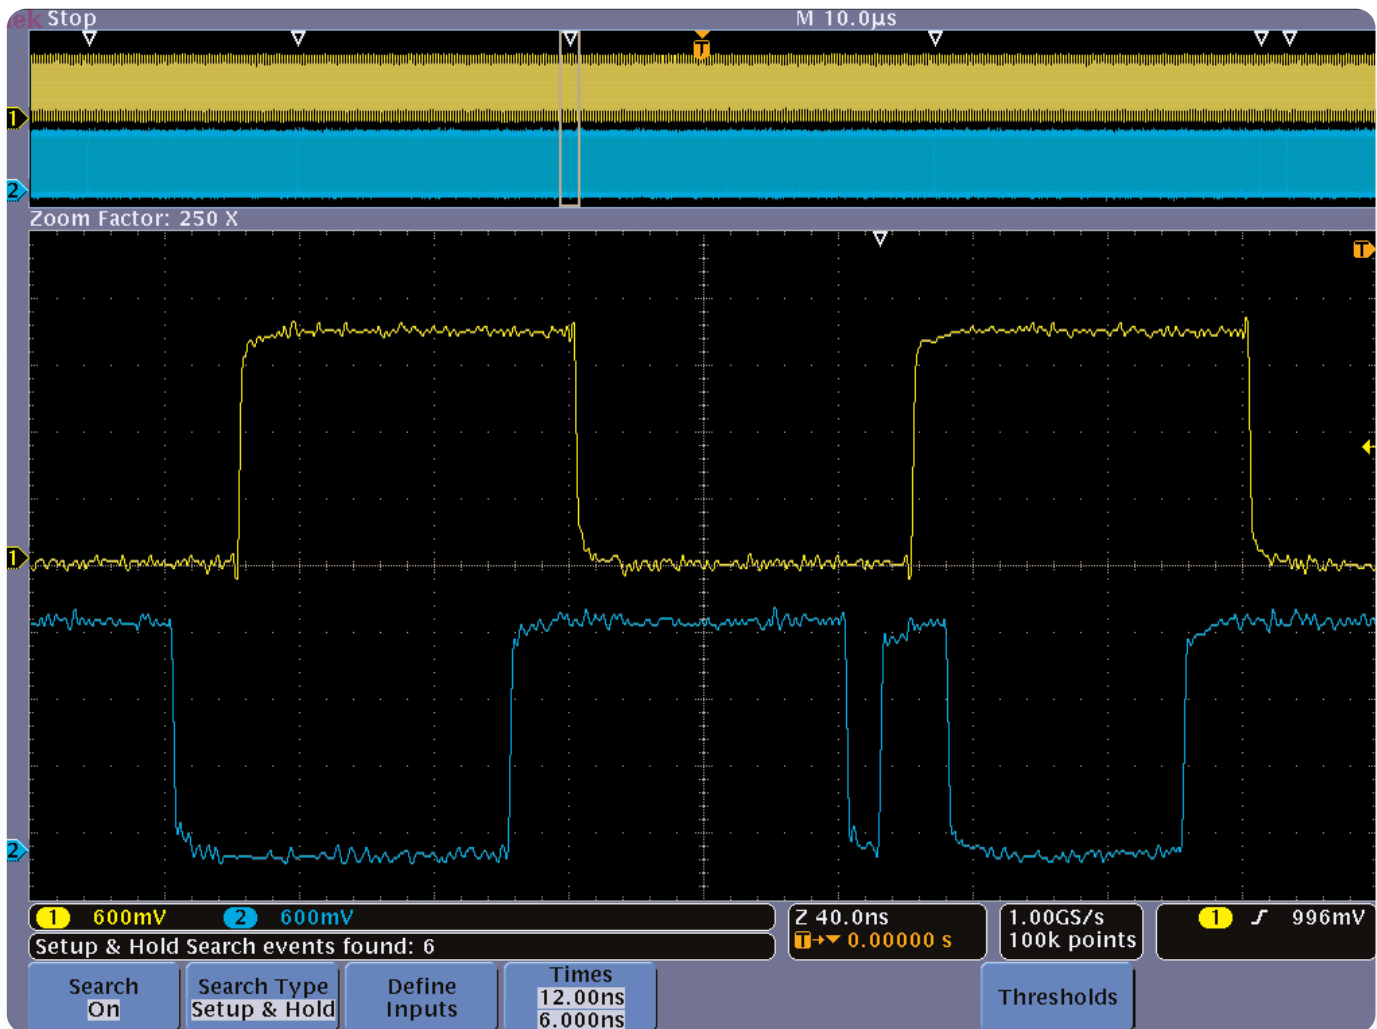 ek Stop
M 10.0µs
T
1
2
Zoom Factor: 250 X
T
1
2
1 600mV 2 600mV
Setup & Hold Search events found: 6
Z 40.0ns
T→▼ 0.00000 s
1.00GS/s
100k points
1 ʃ 996mV
Search
On
Search Type
Setup & Hold
Define
Inputs
Times
12.00ns
6.000ns
Thresholds